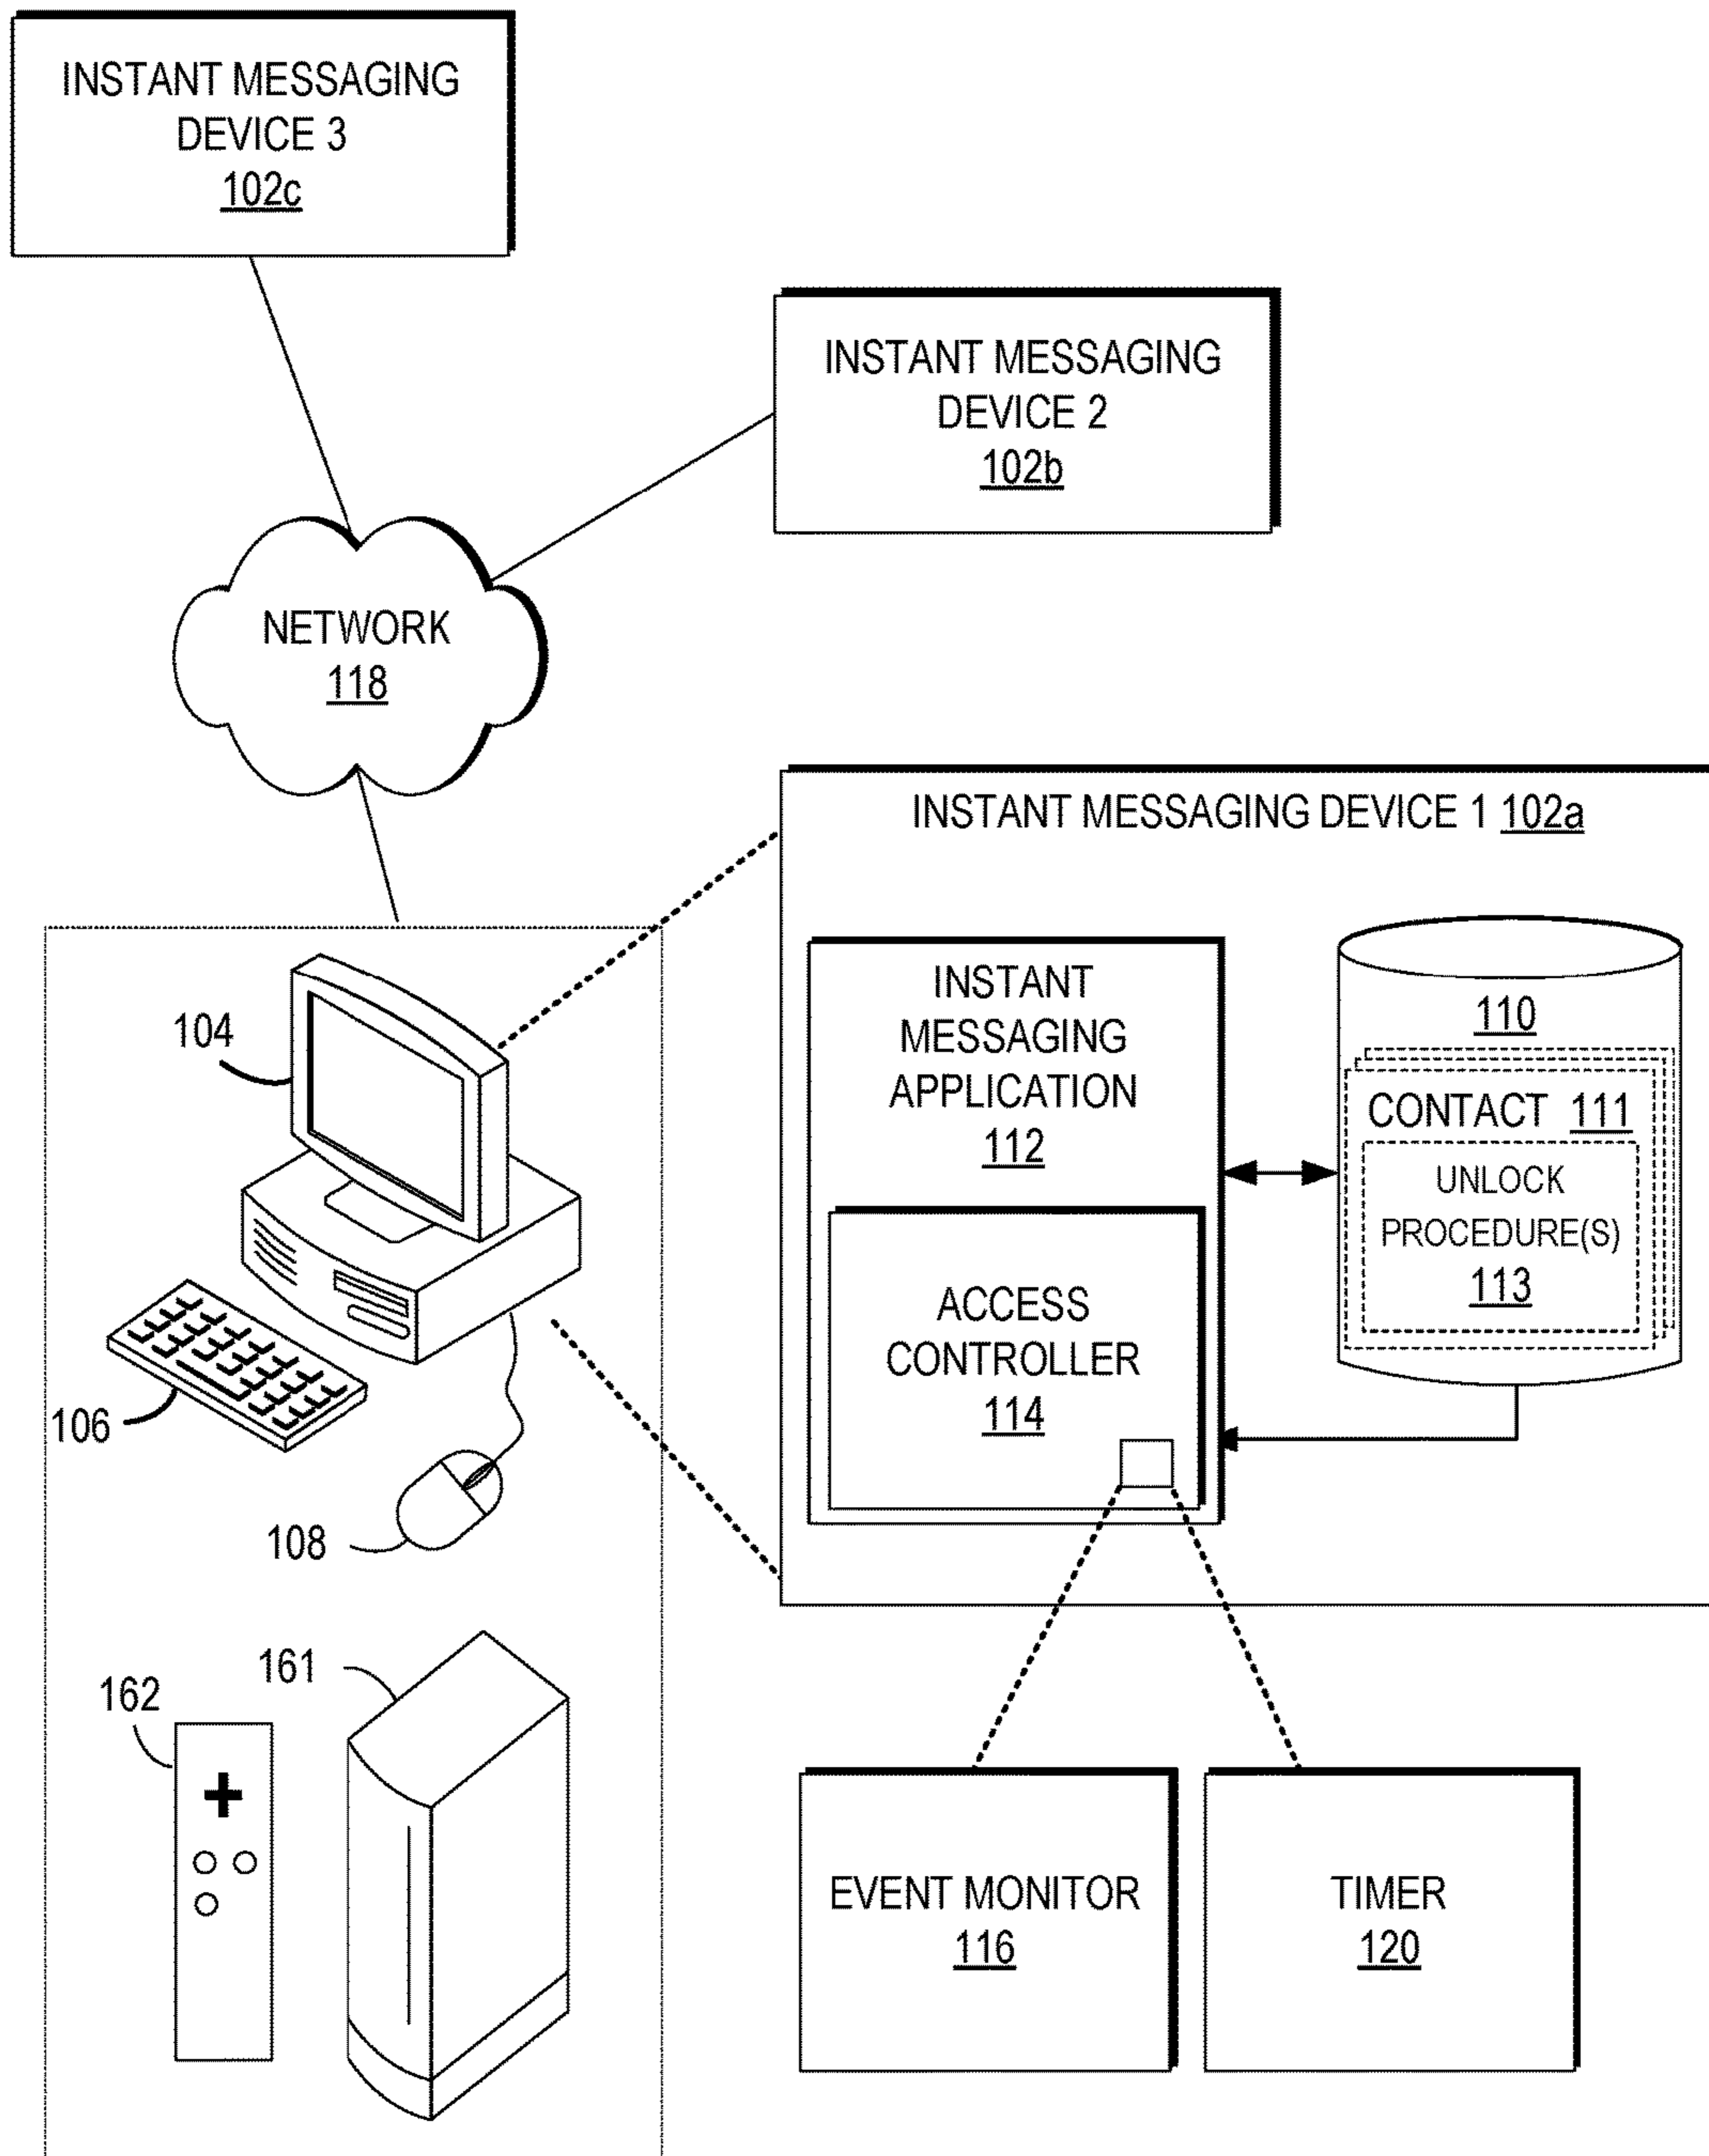 INSTANT MESSAGING
DEVICE 3
102c
INSTANT MESSAGING
DEVICE 2
102b
NETWORK
118
INSTANT MESSAGING DEVICE 1 102a
INSTANT
MESSAGING
APPLICATION
112
110
CONTACT 111
UNLOCK
PROCEDURE(S)
113
ACCESS
CONTROLLER
114
104
106
108
161
162
EVENT MONITOR
116
TIMER
120